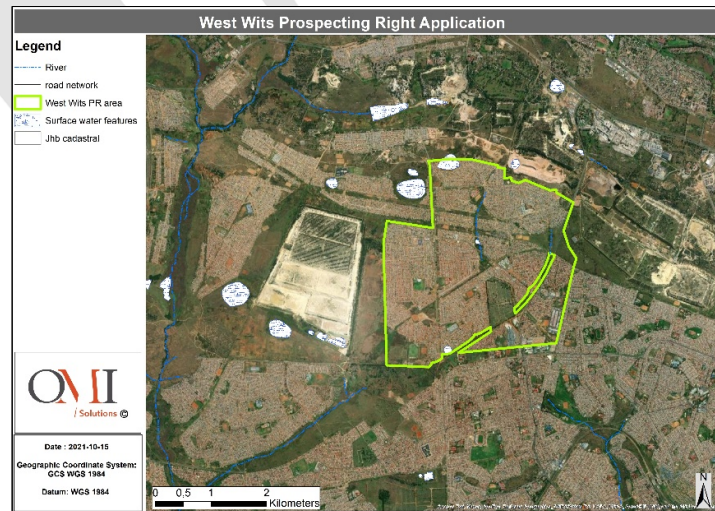 West Wits Prospecting Right Application
Legend
River
road network
West Wits PR area
Surface water features
Jhb cadastral
OMI
Solutions ©
Date : 2021-10-15
Geographic Coordinate System:
GCS WGS 1984
Datum: WGS 1984
0 0,5 1 2
Kilometers
N